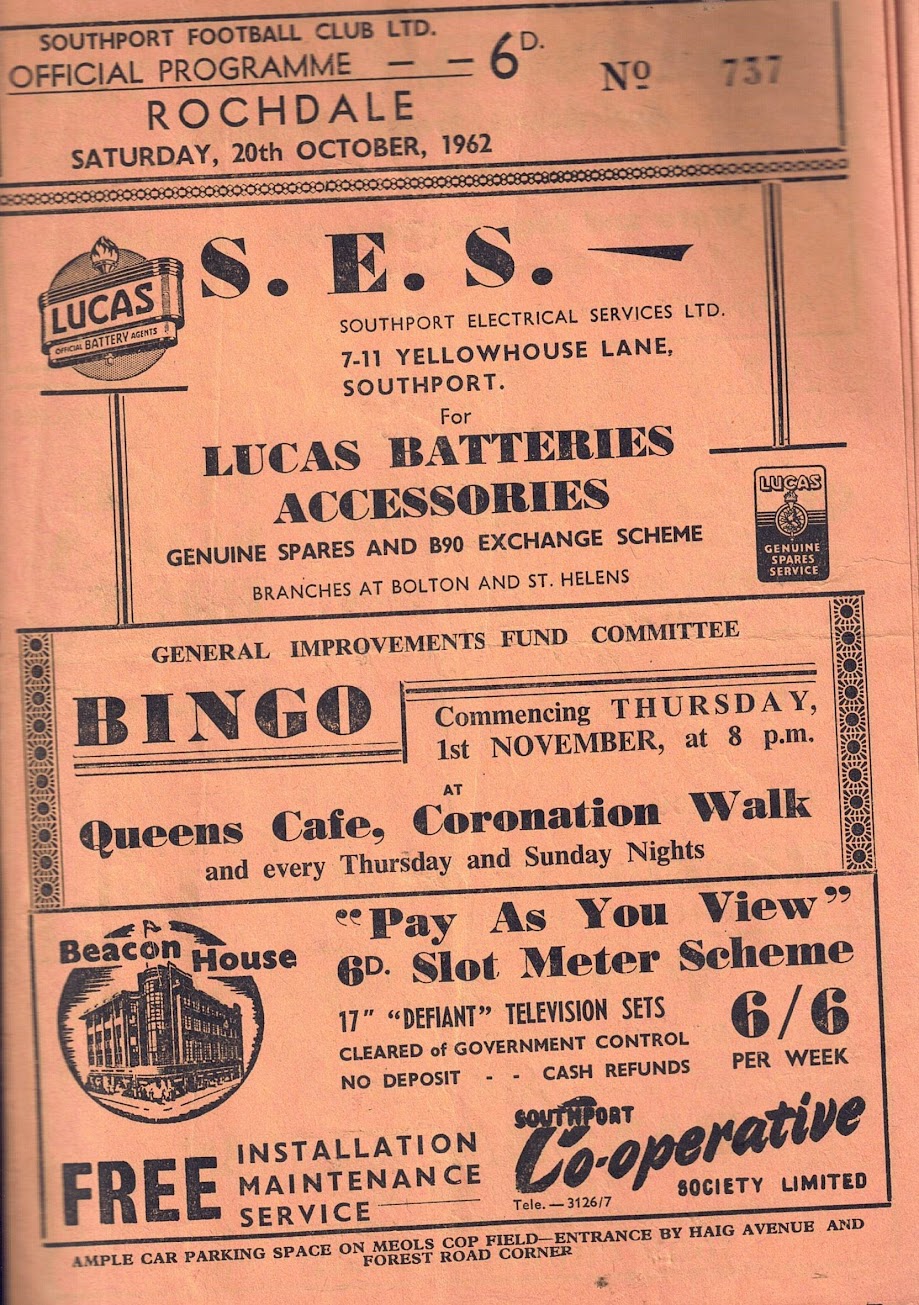 SOUTHPORT FOOTBALL CLUB LTD.
OFFICIAL PROGRAMME – – 6D.
Nº 737
ROCHDALE
SATURDAY, 20th OCTOBER, 1962
S. E. S.
LUCAS
OFFICIAL BATTERY AGENTS
SOUTHPORT ELECTRICAL SERVICES LTD.
7-11 YELLOWHOUSE LANE,
SOUTHPORT.
For
LUCAS BATTERIES
ACCESSORIES
GENUINE SPARES AND B90 EXCHANGE SCHEME
BRANCHES AT BOLTON AND ST. HELENS
LUCAS
GENUINE
SPARES
SERVICE
GENERAL IMPROVEMENTS FUND COMMITTEE
BINGO
Commencing THURSDAY,
1st NOVEMBER, at 8 p.m.
AT
Queens Cafe, Coronation Walk
and every Thursday and Sunday Nights
Beacon House
“Pay As You View”
6D. Slot Meter Scheme
17” “DEFIANT” TELEVISION SETS
CLEARED of GOVERNMENT CONTROL
NO DEPOSIT - - CASH REFUNDS
6/6
PER WEEK
FREE
INSTALLATION
MAINTENANCE
SERVICE
SOUTHPORT
Co-operative
SOCIETY LIMITED
Tele.—3126/7
AMPLE CAR PARKING SPACE ON MEOLS COP FIELD—ENTRANCE BY HAIG AVENUE AND
FOREST ROAD CORNER